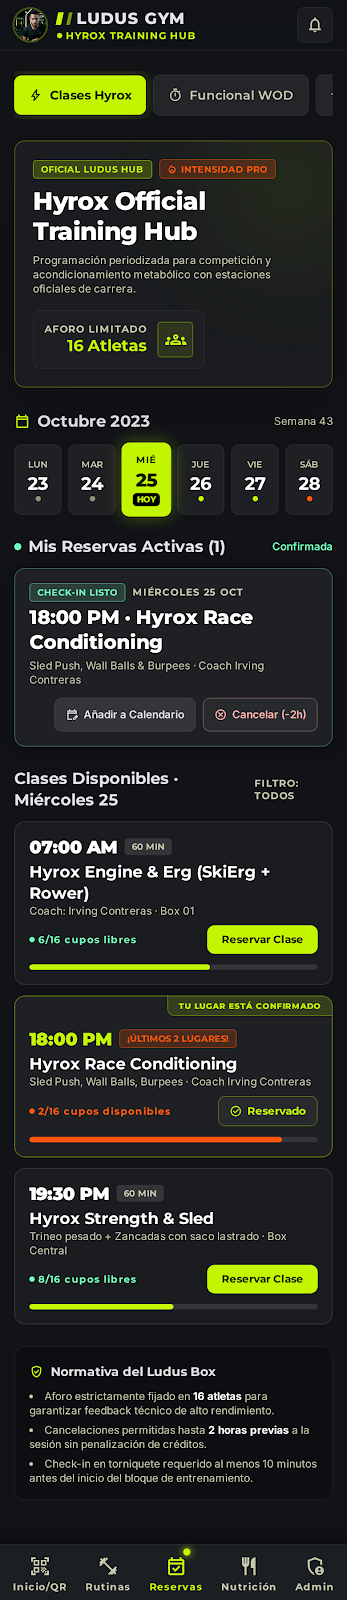 LUDUS GYM
HYROX TRAINING HUB
Clases Hyrox
Funcional WOD
OFICIAL LUDUS HUB
INTENSIDAD PRO
Hyrox Official
Training Hub
Programación periodizada para competición y
acondicionamiento metabólico con estaciones
oficiales de carrera.
AFORO LIMITADO
16 Atletas
Octubre 2023
Semana 43
LUN
23
MAR
24
MIÉ
25
HOY
JUE
26
VIE
27
SÁB
28
Mis Reservas Activas (1)
Confirmada
CHECK-IN LISTO
MIÉRCOLES 25 OCT
18:00 PM · Hyrox Race
Conditioning
Sled Push, Wall Balls & Burpees · Coach Irving
Contreras
Añadir a Calendario
Cancelar (-2h)
Clases Disponibles ·
Miércoles 25
FILTRO:
TODOS
07:00 AM
60 MIN
Hyrox Engine & Erg (SkiErg +
Rower)
Coach: Irving Contreras · Box 01
6/16 cupos libres
Reservar Clase
TU LUGAR ESTÁ CONFIRMADO
18:00 PM
¡ÚLTIMOS 2 LUGARES!
Hyrox Race Conditioning
Sled Push, Wall Balls, Burpees · Coach Irving Contreras
2/16 cupos disponibles
Reservado
19:30 PM
60 MIN
Hyrox Strength & Sled
Trineo pesado + Zancadas con saco lastrado · Box
Central
8/16 cupos libres
Reservar Clase
Normativa del Ludus Box
• Aforo estrictamente fijado en 16 atletas para
garantizar feedback técnico de alto rendimiento.
• Cancelaciones permitidas hasta 2 horas previas a la
sesión sin penalización de créditos.
• Check-in en torniquete requerido al menos 10 minutos
antes del inicio del bloque de entrenamiento.
Inicio/QR
Rutinas
Reservas
Nutrición
Admin